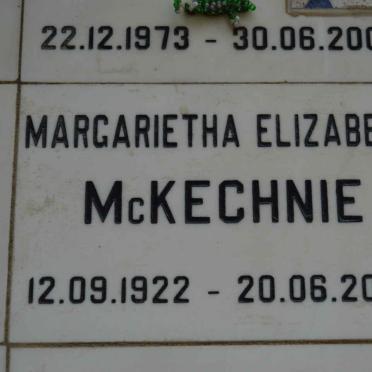 22.12.1973 - 30.06.200
MARGARIETHA ELIZABE
McKECHNIE
12.09.1922 - 20.06.20